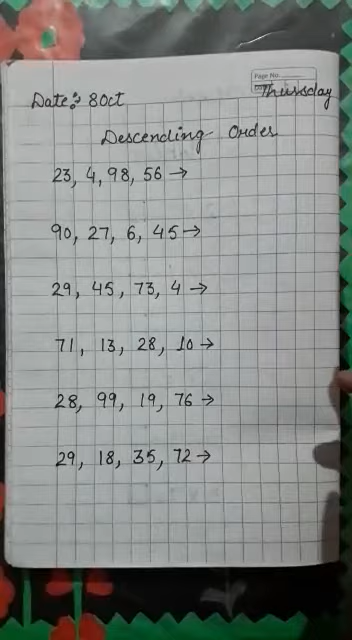 Page No.
Date : 8 Oct Thursday
Descending Order
23, 4, 98, 56 →
90, 27, 6, 45 →
29, 45, 73, 4 →
71, 13, 28, 10 →
28, 99, 19, 76 →
29, 18, 35, 72 →